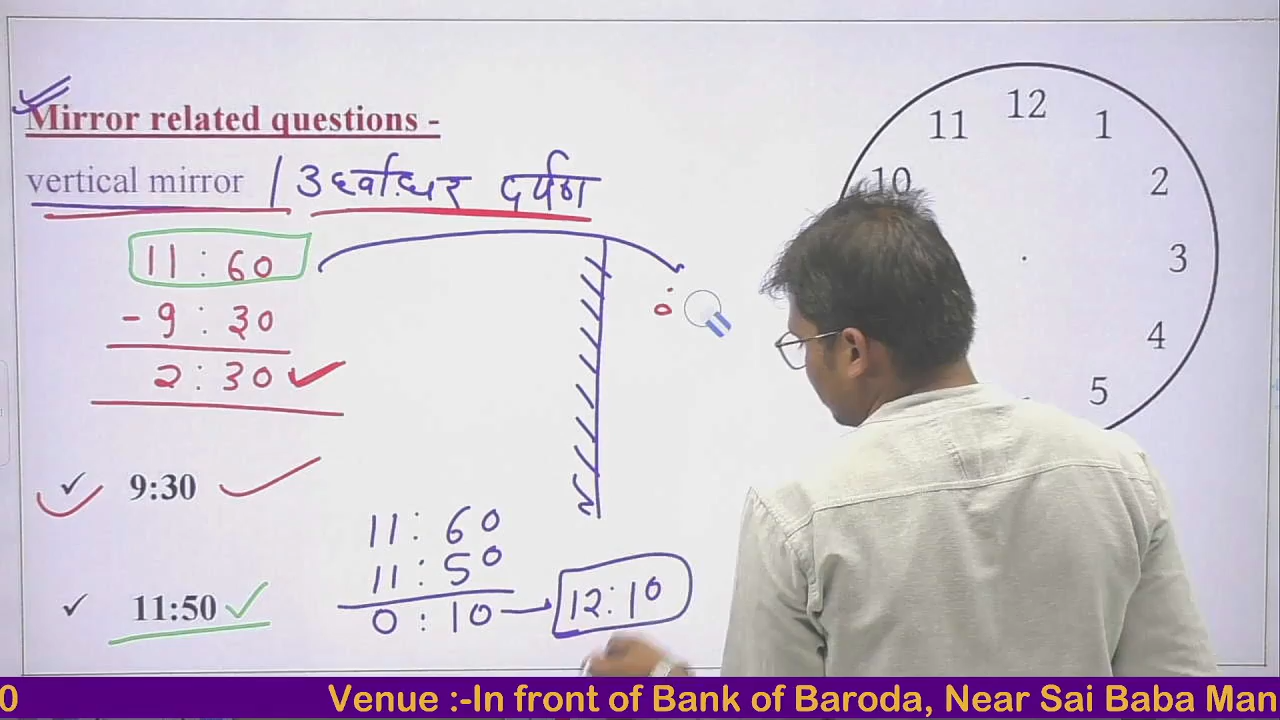 Mirror related questions -
vertical mirror / उर्ध्वाधर दर्पण
11 : 60
- 9 : 30
2 : 30
9:30
11:50
11 : 60
11 : 50
0 : 10
12:10
12
11
1
10
2
3
4
5
0
Venue :-In front of Bank of Baroda, Near Sai Baba Man